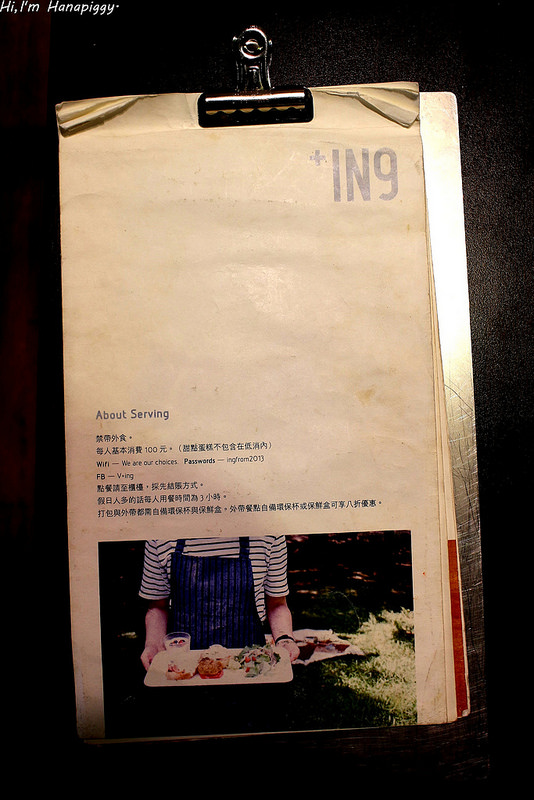 Hi,I'm Hanapiggy.
+ING
About Serving
禁帶外食。
每人基本消費 100 元。（甜點蛋糕不包含在低消內）
Wifi — We are our choices  Passwords — ingfrom2013
FB — V+ing
點餐請至櫃檯，採先結賬方式。
假日人多的話每人用餐時間為 3 小時。
打包與外帶都需自備環保杯與保鮮盒。外帶餐點自備環保杯或保鮮盒可享八折優惠。